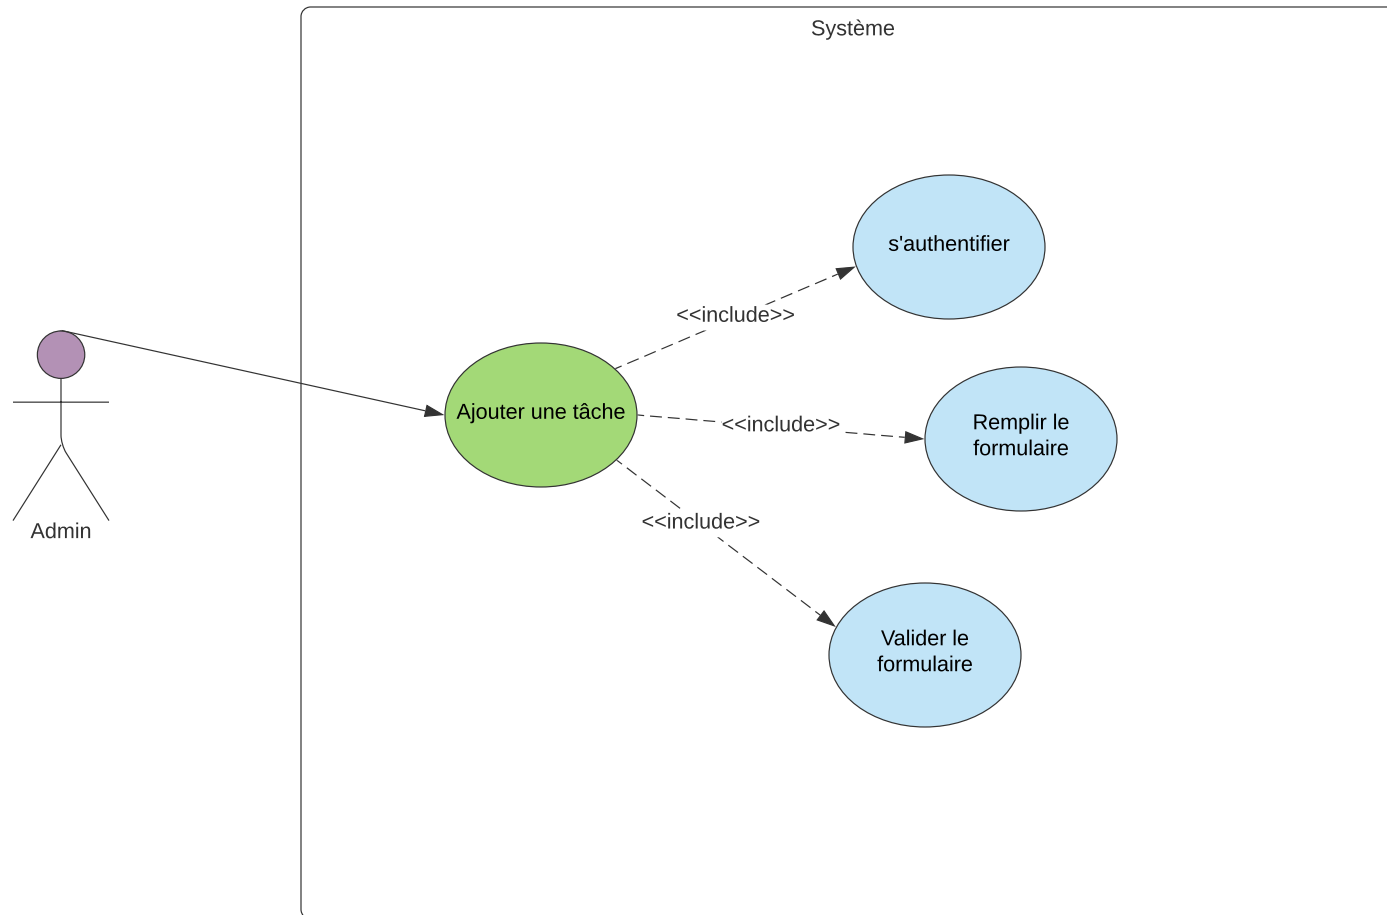 Système
s'authentifier
<<include>>
Ajouter une tâche
<<include>>
Remplir le
formulaire
<<include>>
Admin
Valider le
formulaire